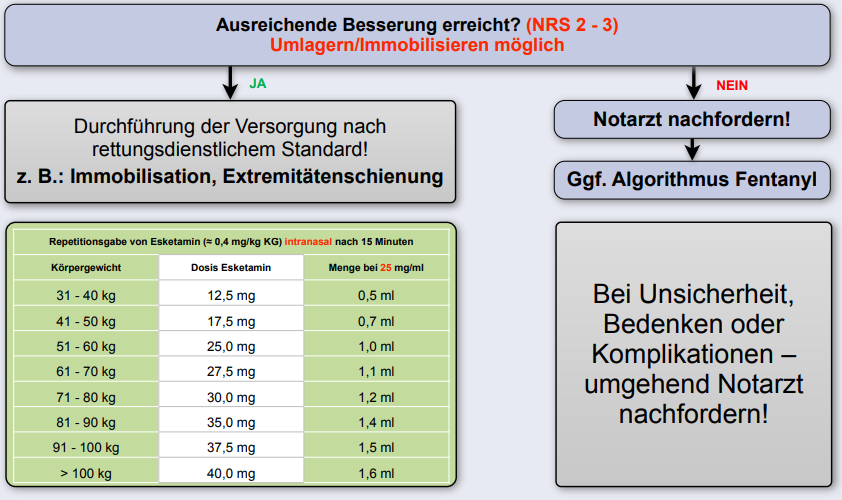 Ausreichende Besserung erreicht? (NRS 2 - 3)
Umlagern/Immobilisieren möglich
JA
NEIN
Durchführung der Versorgung nach
rettungsdienstlichem Standard!
z. B.: Immobilisation, Extremitätenschienung
Notarzt nachfordern!
Ggf. Algorithmus Fentanyl
Repetitionsgabe von Esketamin (≈ 0,4 mg/kg KG) intranasal nach 15 Minuten
Körpergewicht Dosis Esketamin Menge bei 25 mg/ml
31 - 40 kg 12,5 mg 0,5 ml
41 - 50 kg 17,5 mg 0,7 ml
51 - 60 kg 25,0 mg 1,0 ml
61 - 70 kg 27,5 mg 1,1 ml
71 - 80 kg 30,0 mg 1,2 ml
81 - 90 kg 35,0 mg 1,4 ml
91 - 100 kg 37,5 mg 1,5 ml
> 100 kg 40,0 mg 1,6 ml
Bei Unsicherheit,
Bedenken oder
Komplikationen –
umgehend Notarzt
nachfordern!